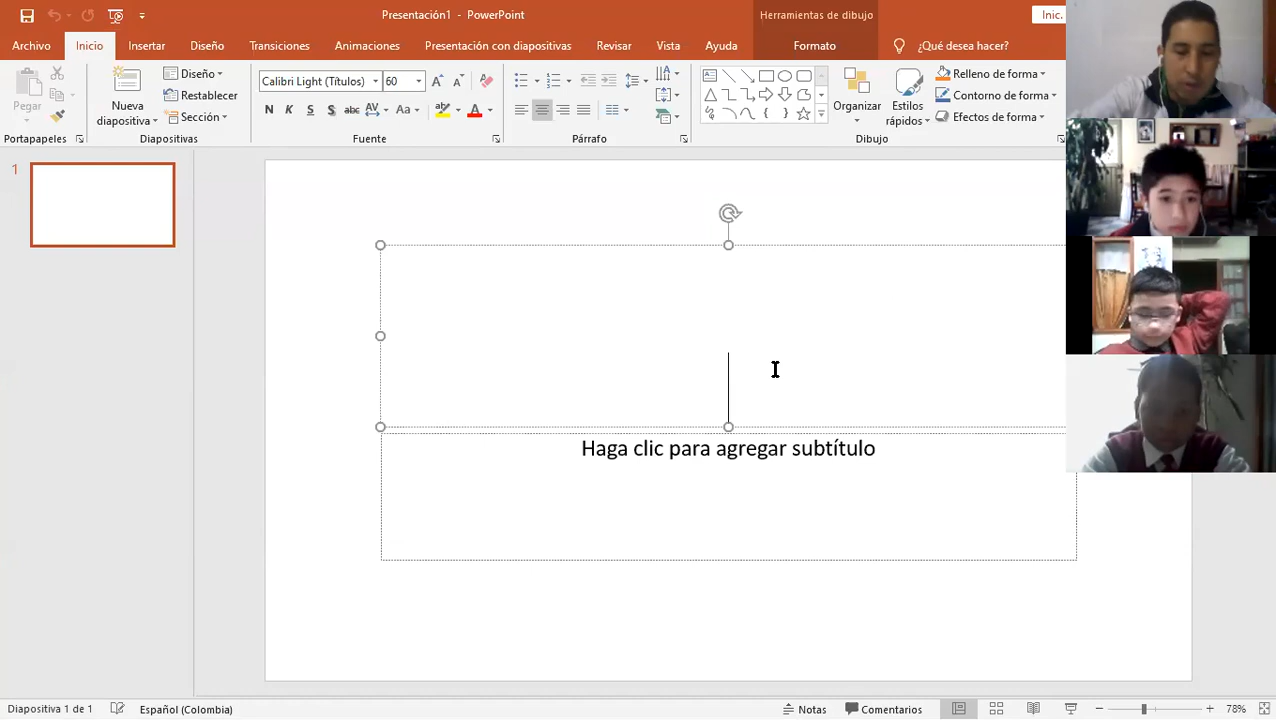 Presentación1 - PowerPoint
Herramientas de dibujo
Inic.
Archivo Inicio Insertar Diseño Transiciones Animaciones Presentación con diapositivas Revisar Vista Ayuda Formato ¿Qué desea hacer?
Pegar
Nueva diapositiva
Diseño
Restablecer
Sección
Calibri Light (Títulos) 60
N K S abc AV Aa A
Organizar
Estilos rápidos
Relleno de forma
Contorno de forma
Efectos de forma
Portapapeles Diapositivas Fuente Párrafo Dibujo
1
Haga clic para agregar subtítulo
Diapositiva 1 de 1 Español (Colombia) Notas Comentarios 78%